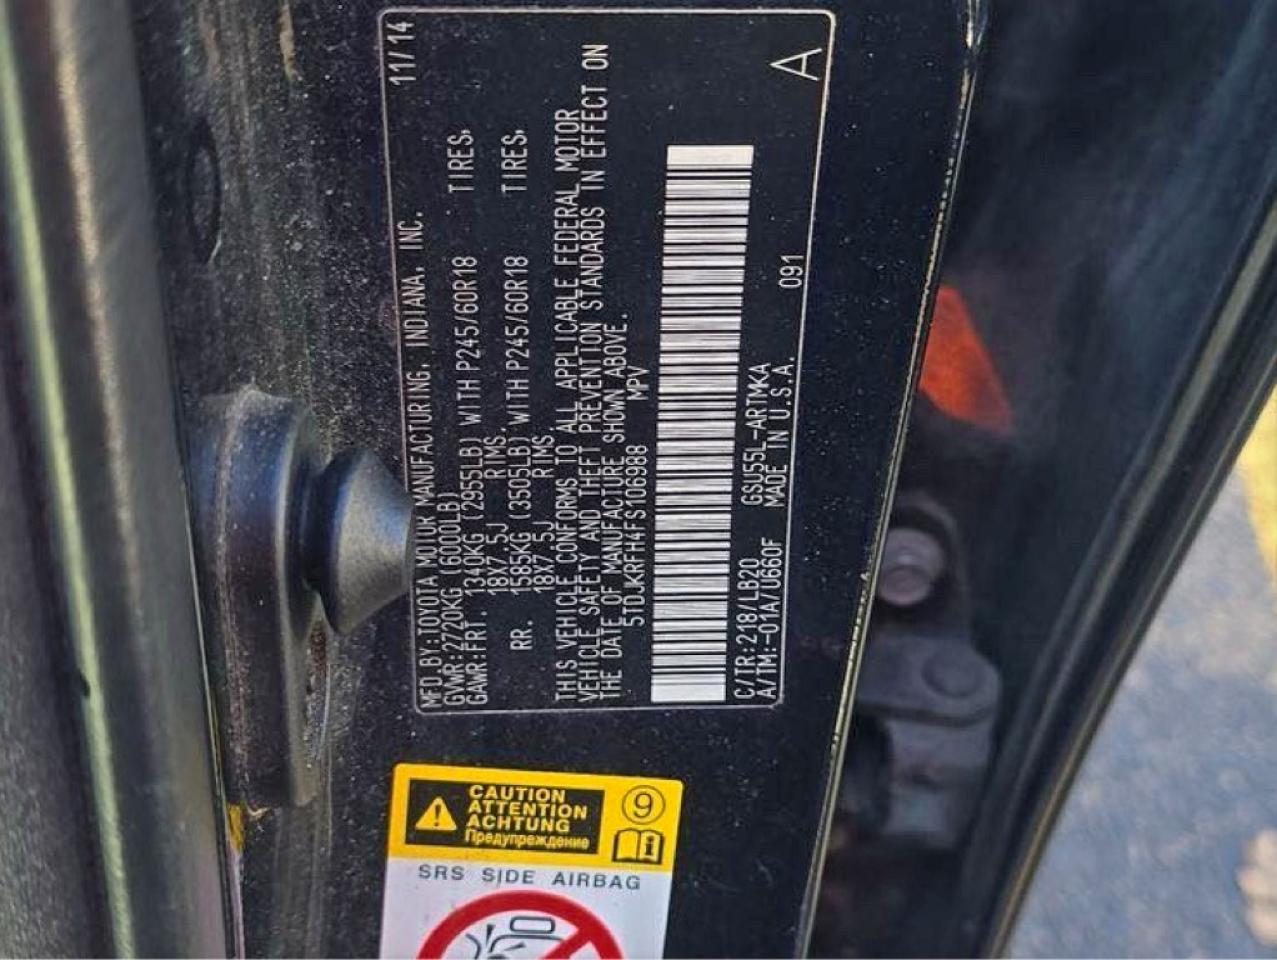 MFD.BY:TOYOTA MOTOR MANUFACTURING, INDIANA, INC. 11/14
GVWR:2720KG (6000LB)
GAWR:FRT. 1340KG (2955LB) WITH P245/60R18 TIRES,
18X7.5J RIMS,
RR. 1585KG (3505LB) WITH P245/60R18 TIRES,
18X7.5J RIMS
THIS VEHICLE CONFORMS TO ALL APPLICABLE FEDERAL MOTOR
VEHICLE SAFETY AND THEFT PREVENTION STANDARDS IN EFFECT ON
THE DATE OF MANUFACTURE SHOWN ABOVE.
5TDJKRFH4FS106988 MPV
C/TR:218/LB20 GSU55L-ARTMKA
A/TM:-01A/U660F MADE IN U.S.A. 091
A
CAUTION
ATTENTION
ACHTUNG
Предупреждение
9
i
SRS SIDE AIRBAG